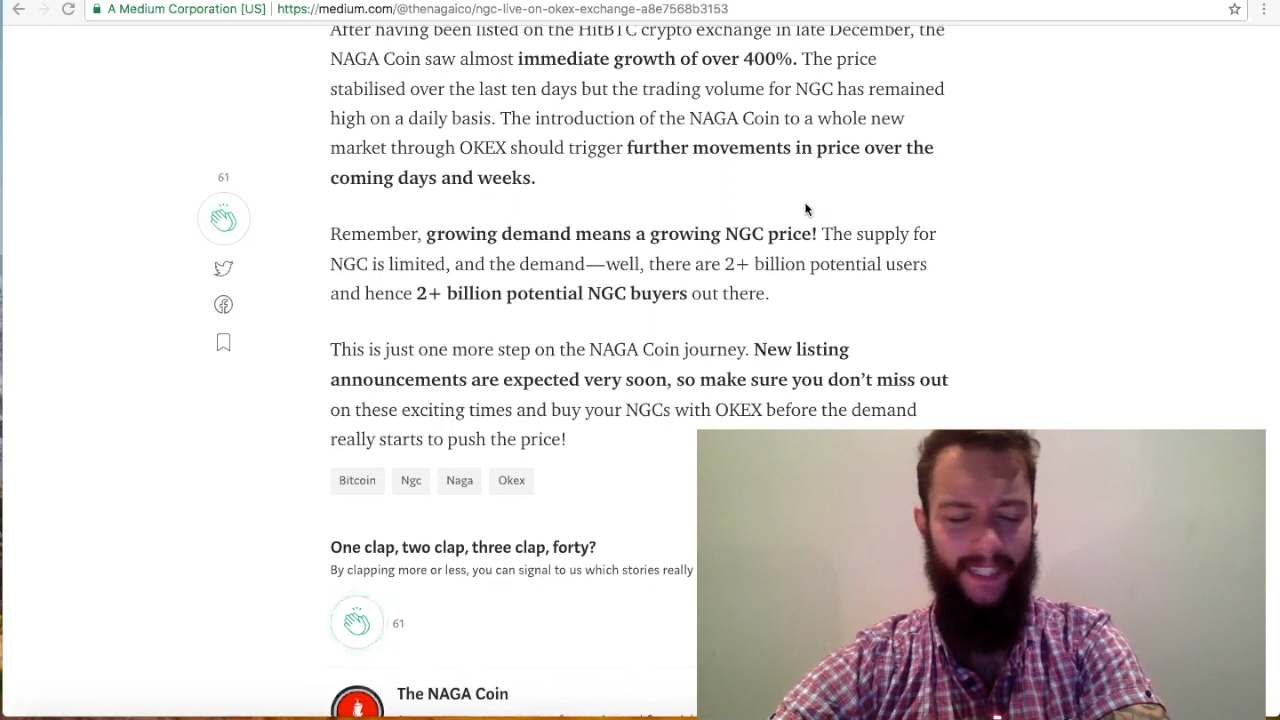 A Medium Corporation [US]
https://medium.com/@thenagaico/ngc-live-on-okex-exchange-a8e7568b3153
After having been listed on the HitBTC crypto exchange in late December, the
NAGA Coin saw almost immediate growth of over 400%. The price
stabilised over the last ten days but the trading volume for NGC has remained
high on a daily basis. The introduction of the NAGA Coin to a whole new
market through OKEX should trigger further movements in price over the
coming days and weeks.
61
Remember, growing demand means a growing NGC price! The supply for
NGC is limited, and the demand—well, there are 2+ billion potential users
and hence 2+ billion potential NGC buyers out there.
This is just one more step on the NAGA Coin journey. New listing
announcements are expected very soon, so make sure you don’t miss out
on these exciting times and buy your NGCs with OKEX before the demand
really starts to push the price!
Bitcoin
Ngc
Naga
Okex
One clap, two clap, three clap, forty?
By clapping more or less, you can signal to us which stories really
61
The NAGA Coin